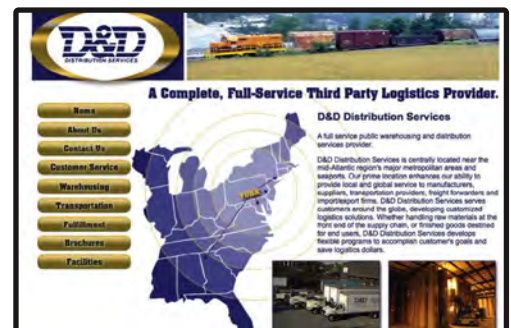 D&D
DISTRIBUTION SERVICES
A Complete, Full-Service Third Party Logistics Provider.
Home
About Us
Contact Us
Customer Service
Warehousing
Transportation
Fulfillment
Brochures
Facilities
YORK
D&D Distribution Services
A full service public warehousing and distribution
services provider.
D&D Distribution Services is centrally located near the
mid-Atlantic region's major metropolitan areas and
seaports. Our prime location enhances our ability to
provide local and global service to manufacturers,
suppliers, transportation providers, freight forwarders and
import/export firms. D&D Distribution Services serves
customers around the globe, developing customized
logistics solutions. Whether handling raw materials at the
front end of the supply chain, or finished goods destined
for end users, D&D Distribution Services develops
flexible programs to accomplish customer's goals and
save logistics dollars.
D&D